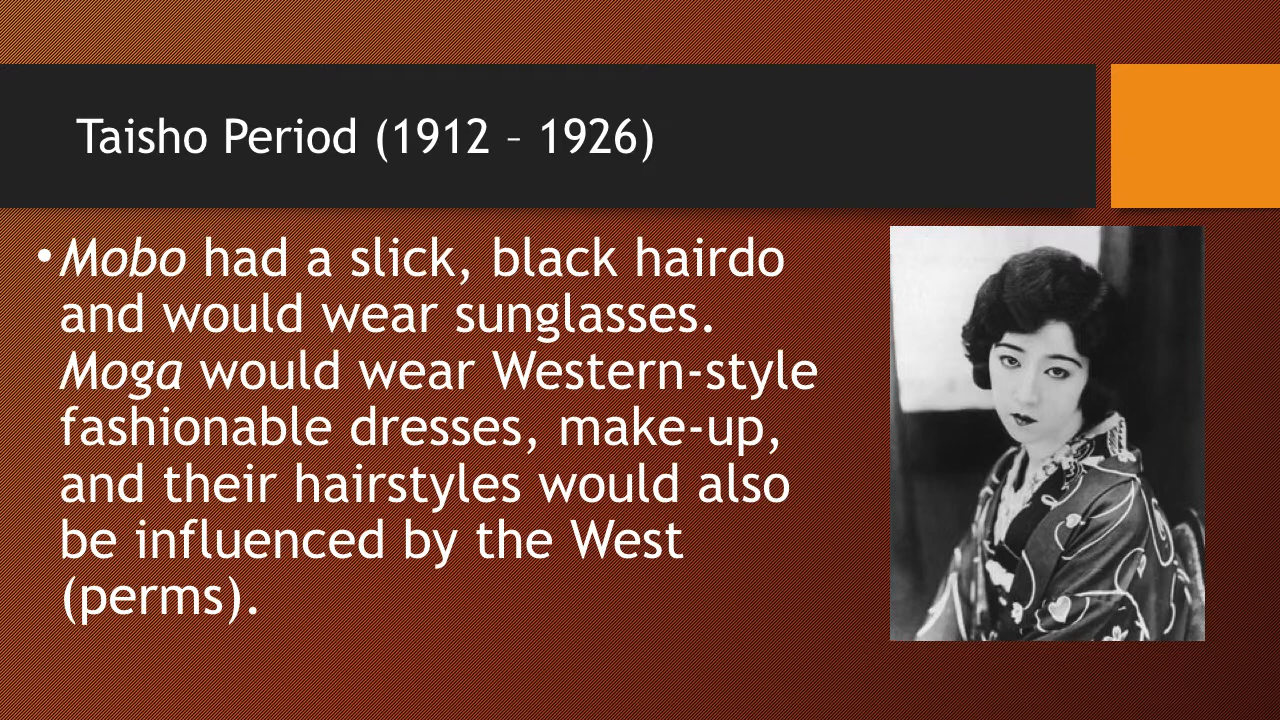 Taisho Period (1912 – 1926)
•Mobo had a slick, black hairdo
and would wear sunglasses.
Moga would wear Western-style
fashionable dresses, make-up,
and their hairstyles would also
be influenced by the West
(perms).